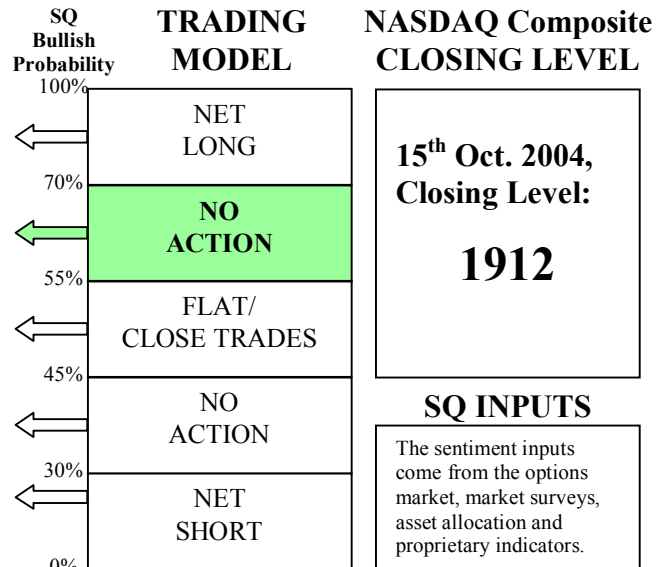 SQ
Bullish
Probability
TRADING
MODEL
NASDAQ Composite
CLOSING LEVEL
100%
NET
LONG
70%
NO
ACTION
55%
FLAT/
CLOSE TRADES
45%
NO
ACTION
30%
NET
SHORT
0%
15th Oct. 2004,
Closing Level:
1912
SQ INPUTS
The sentiment inputs
come from the options
market, market surveys,
asset allocation and
proprietary indicators.